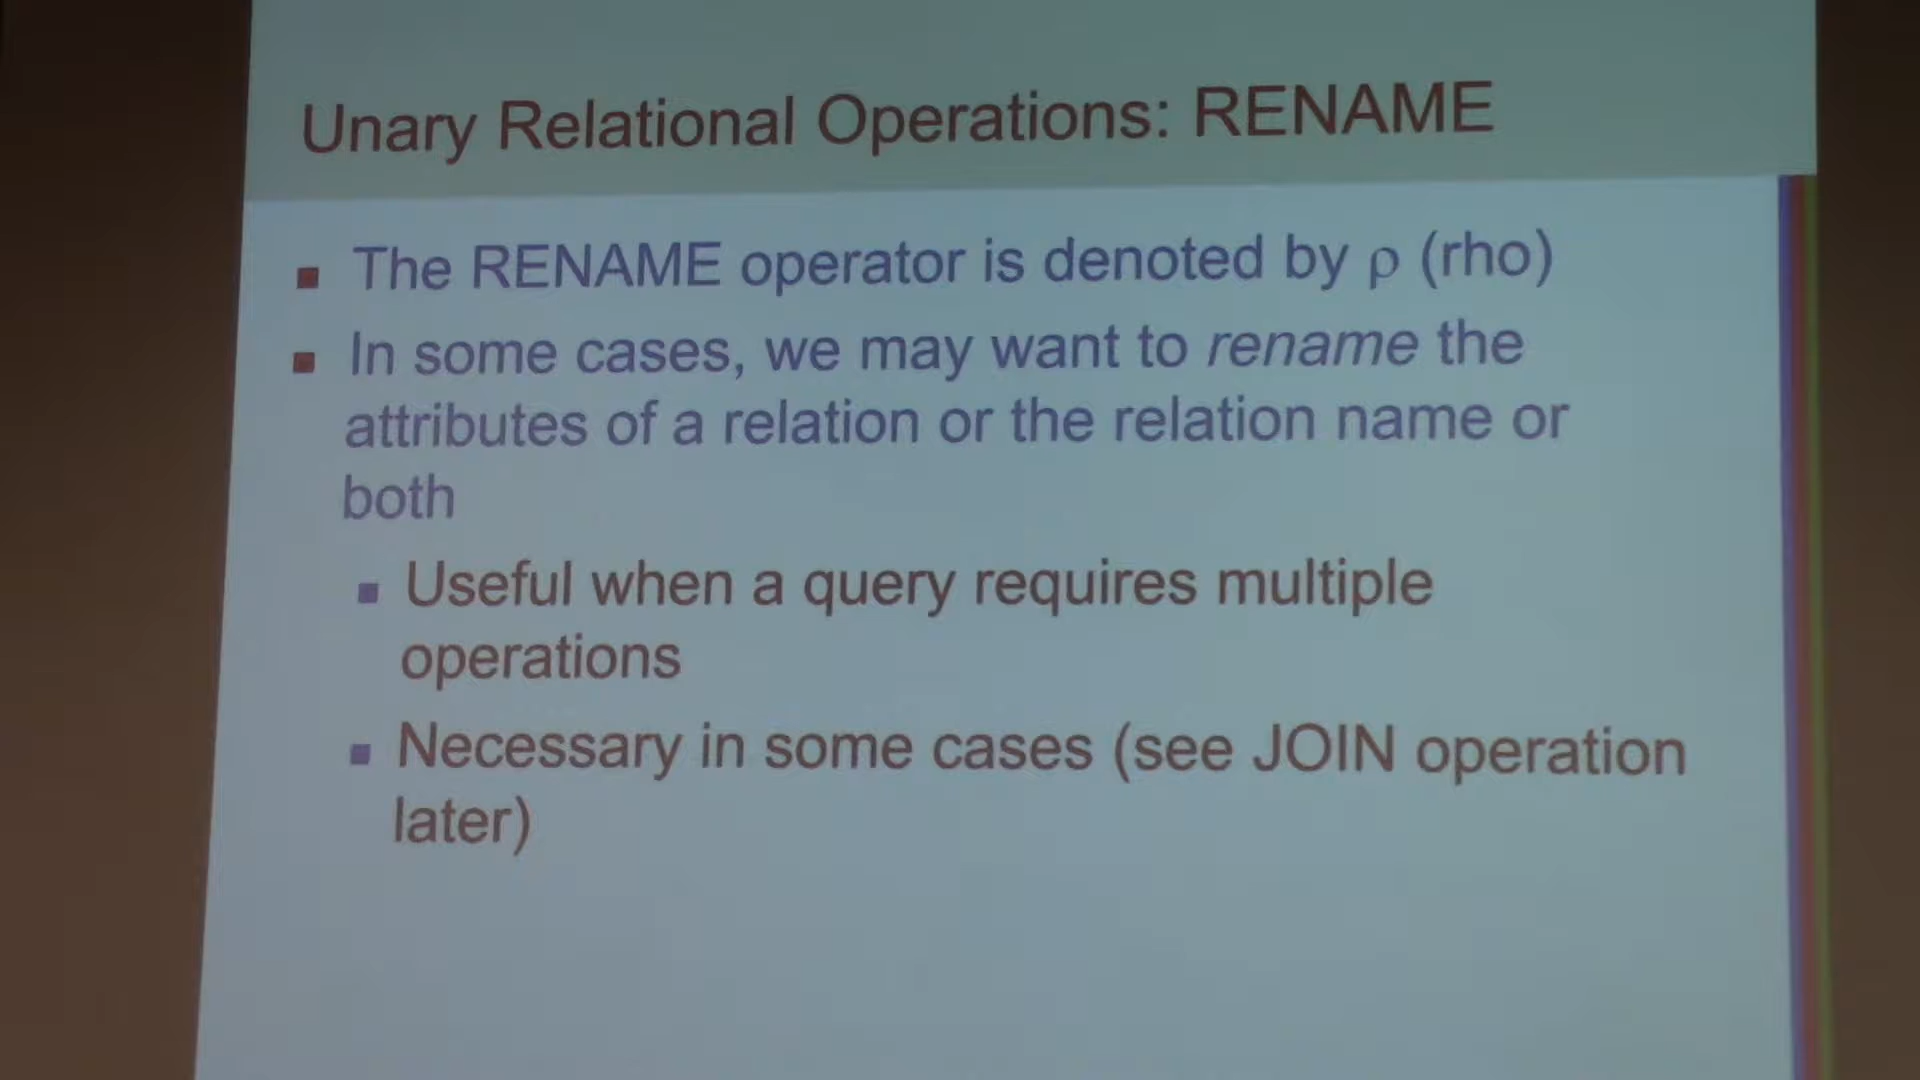 Unary Relational Operations: RENAME
The RENAME operator is denoted by ρ (rho)
In some cases, we may want to rename the
attributes of a relation or the relation name or
both
Useful when a query requires multiple
operations
Necessary in some cases (see JOIN operation
later)